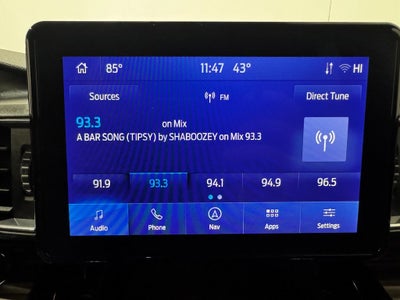 85° 11:47 43° HI
Sources FM Direct Tune
93.3 on Mix
A BAR SONG (TIPSY) by SHABOOZEY on Mix 93.3
91.9 93.3 94.1 94.9 96.5
Audio Phone Nav Apps Settings